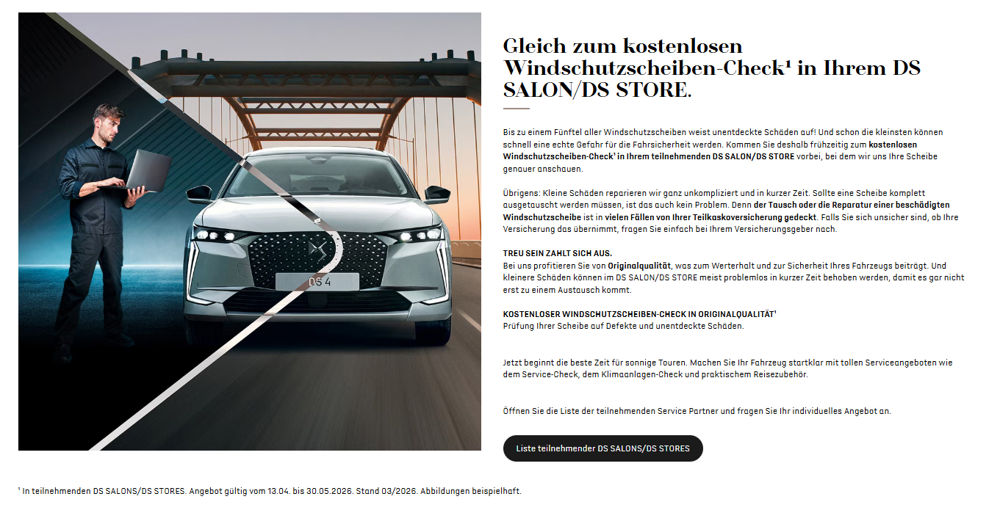 Gleich zum kostenlosen
Windschutzscheiben-Check¹ in Ihrem DS
SALON/DS STORE.
Bis zu einem Fünftel aller Windschutzscheiben weist unentdeckte Schäden auf! Und schon die kleinsten können
schnell eine echte Gefahr für die Fahrsicherheit werden. Kommen Sie deshalb frühzeitig zum kostenlosen
Windschutzscheiben-Check¹ in Ihrem teilnehmenden DS SALON/DS STORE vorbei, bei dem wir uns Ihre Scheibe
genauer anschauen.
Übrigens: Kleine Schäden reparieren wir ganz unkompliziert und in kurzer Zeit. Sollte eine Scheibe komplett
ausgetauscht werden müssen, ist das auch kein Problem. Denn der Tausch oder die Reparatur einer beschädigten
Windschutzscheibe ist in vielen Fällen von Ihrer Teilkaskoversicherung gedeckt. Falls Sie sich unsicher sind, ob Ihre
Versicherung das übernimmt, fragen Sie einfach bei Ihrem Versicherungsgeber nach.
TREU SEIN ZAHLT SICH AUS.
Bei uns profitieren Sie von Originalqualität, was zum Werterhalt und zur Sicherheit Ihres Fahrzeugs beiträgt. Und
kleinere Schäden können im DS SALON/DS STORE meist problemlos in kurzer Zeit behoben werden, damit es gar nicht
erst zu einem Austausch kommt.
KOSTENLOSER WINDSCHUTZSCHEIBEN-CHECK IN ORIGINALQUALITÄT¹
Prüfung Ihrer Scheibe auf Defekte und unentdeckte Schäden.
Jetzt beginnt die beste Zeit für sonnige Touren. Machen Sie Ihr Fahrzeug startklar mit tollen Serviceangeboten wie
dem Service-Check, dem Klimaanlagen-Check und praktischem Reisezubehör.
Öffnen Sie die Liste der teilnehmenden Service Partner und fragen Sie Ihr individuelles Angebot an.
Liste teilnehmender DS SALONS/DS STORES
DS 4
¹ In teilnehmenden DS SALONS/DS STORES. Angebot gültig vom 13.04. bis 30.05.2026. Stand 03/2026. Abbildungen beispielhaft.